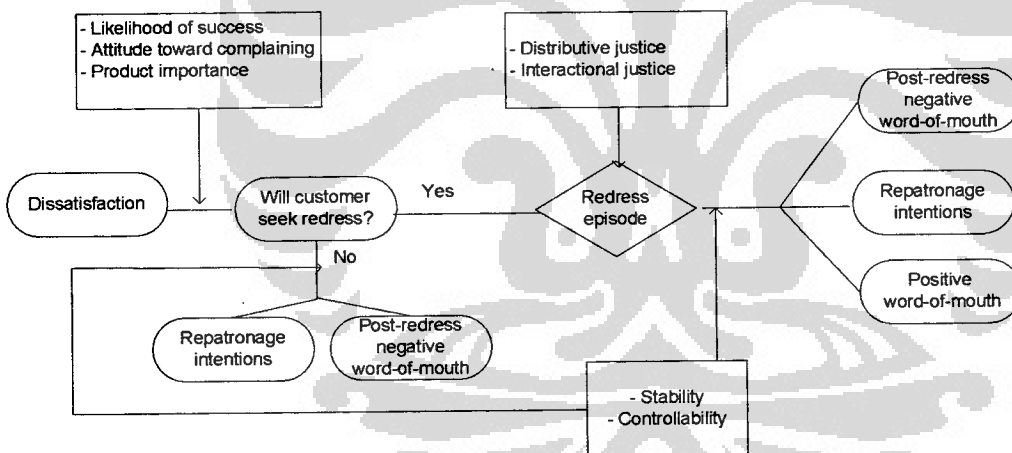 - Likelihood of success
- Attitude toward complaining
- Product importance
- Distributive justice
- Interactional justice
Post-redress
negative
word-of-mouth
Dissatisfaction
Will customer
seek redress?
Yes
Redress
episode
Repatronage
intentions
No
Positive
word-of-mouth
Repatronage
intentions
Post-redress
negative
word-of-mouth
- Stability
- Controllability